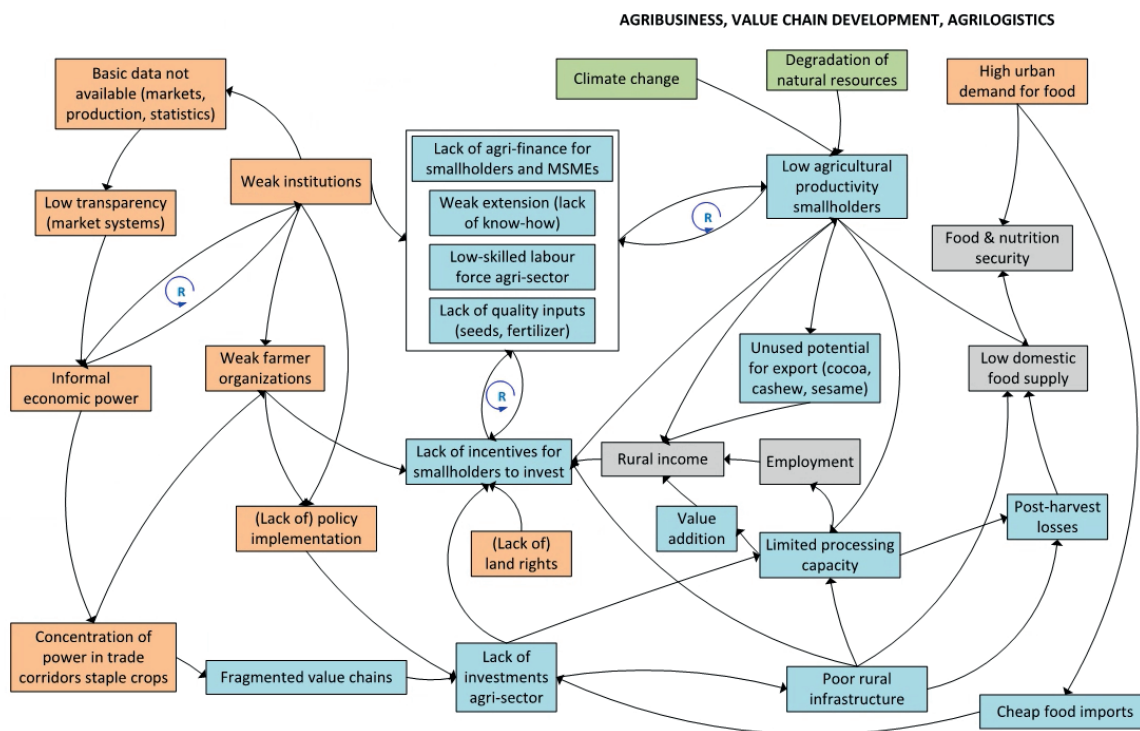 AGRIBUSINESS, VALUE CHAIN DEVELOPMENT, AGRILOGISTICS
Basic data not
available (markets,
production, statistics)
Climate change
Degradation of
natural resources
High urban
demand for food
Lack of agri-finance for
smallholders and MSMEs
Weak institutions
Low agricultural
productivity
smallholders
Low transparency
(market systems)
Weak extension (lack
of know-how)
R
Food & nutrition
security
Low-skilled labour
force agri-sector
R
Lack of quality inputs
(seeds, fertilizer)
Informal
economic power
Weak farmer
organizations
Unused potential
for export (cocoa,
cashew, sesame)
Low domestic
food supply
R
Lack of incentives for
smallholders to invest
Rural income
Employment
(Lack of) policy
implementation
(Lack of)
land rights
Value
addition
Limited processing
capacity
Post-harvest
losses
Concentration of
power in trade
corridors staple crops
Fragmented value chains
Lack of
investments
agri-sector
Poor rural
infrastructure
Cheap food imports